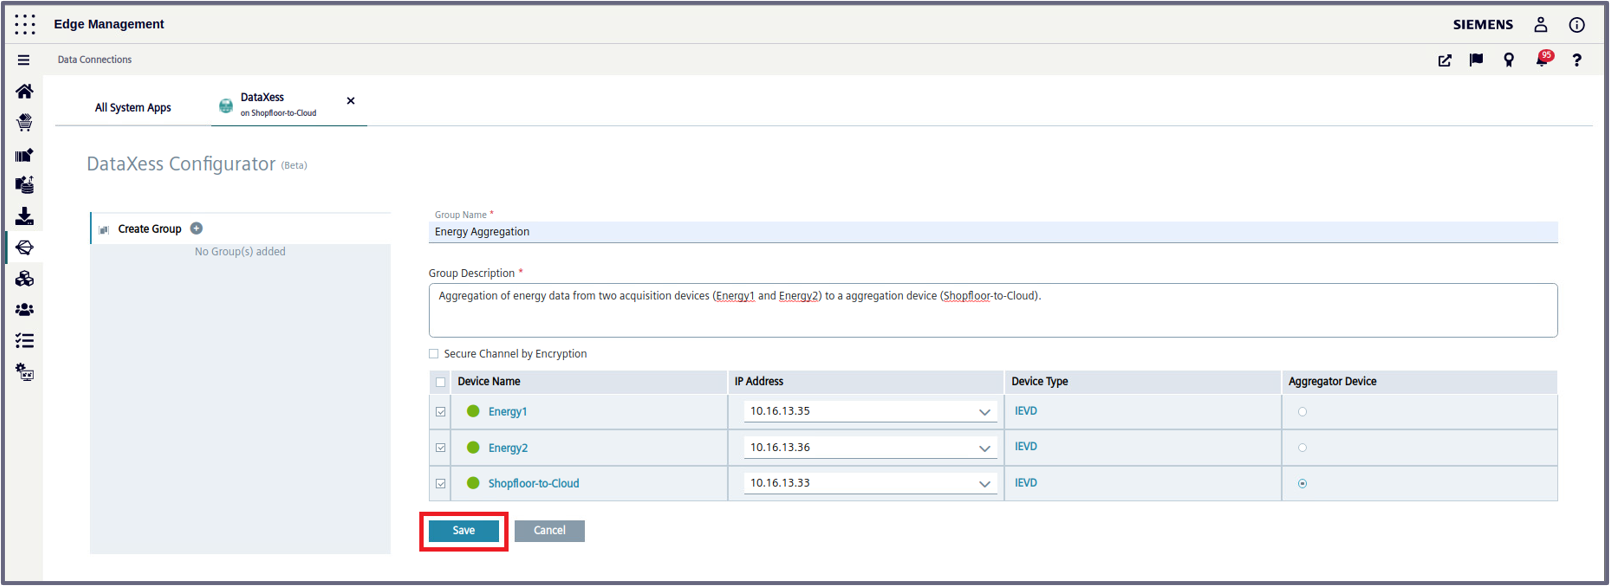 Edge Management
SIEMENS
Data Connections
95
?
All System Apps
DataXess
on Shopfloor-to-Cloud
DataXess Configurator (Beta)
Create Group
No Group(s) added
Group Name *
Energy Aggregation
Group Description *
Aggregation of energy data from two acquisition devices (Energy1 and Energy2) to a aggregation device (Shopfloor-to-Cloud).
Secure Channel by Encryption
Device Name IP Address Device Type Aggregator Device
Energy1 10.16.13.35 IEVD
Energy2 10.16.13.36 IEVD
Shopfloor-to-Cloud 10.16.13.33 IEVD
Save Cancel